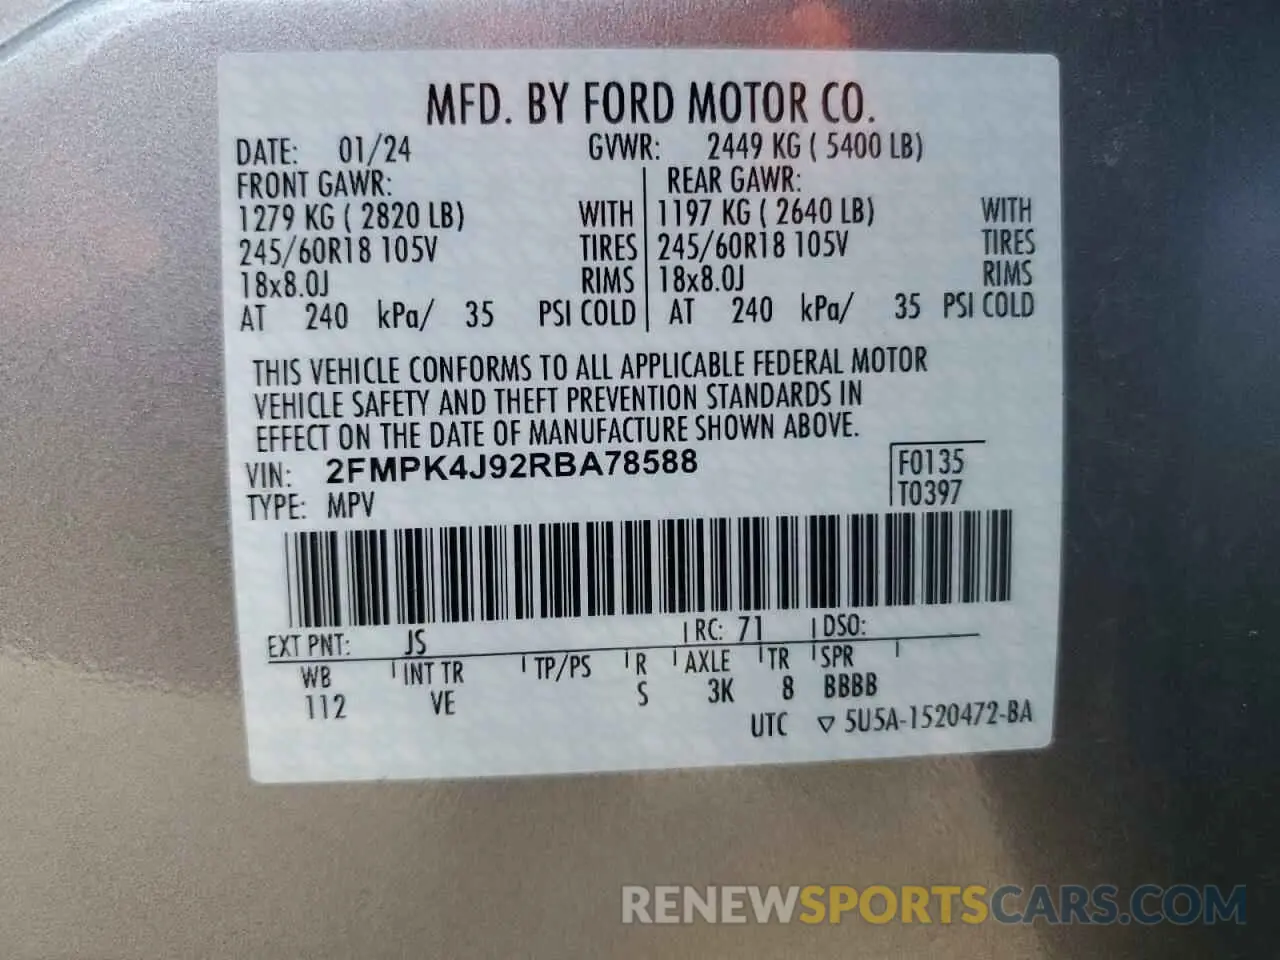 MFD. BY FORD MOTOR CO.
DATE: 01/24 GVWR: 2449 KG ( 5400 LB)
FRONT GAWR: REAR GAWR:
1279 KG ( 2820 LB) WITH 1197 KG ( 2640 LB) WITH
245/60R18 105V TIRES 245/60R18 105V TIRES
18x8.0J RIMS 18x8.0J RIMS
AT 240 kPa/ 35 PSI COLD AT 240 kPa/ 35 PSI COLD
THIS VEHICLE CONFORMS TO ALL APPLICABLE FEDERAL MOTOR
VEHICLE SAFETY AND THEFT PREVENTION STANDARDS IN
EFFECT ON THE DATE OF MANUFACTURE SHOWN ABOVE.
VIN: 2FMPK4J92RBA78588 F0135
TYPE: MPV T0397
EXT PNT: JS RC: 71 DSO:
WB INT TR TP/PS R AXLE TR SPR
112 VE S 3K 8 BBBB
UTC ▽ 5U5A-1520472-BA
RENEWSPORTSCARS.COM